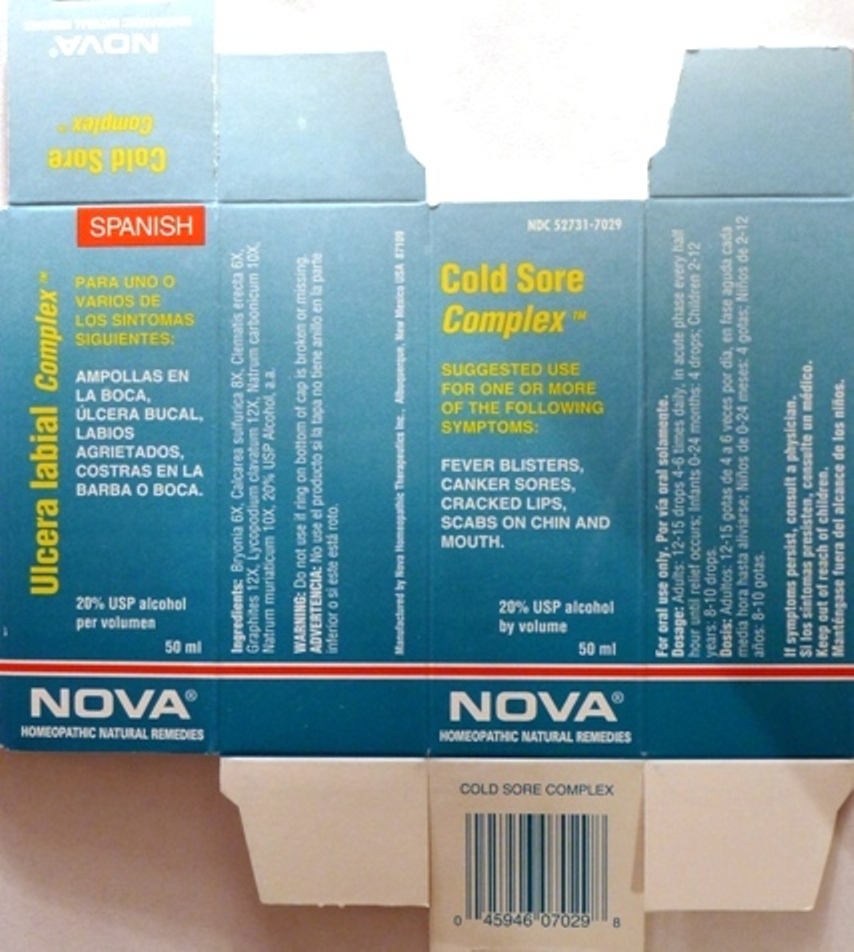 HOMEOPATHIC NATURAL REMEDIES
NOVA®
Complex™
Cold Sore
SPANISH
Ulcera labial Complex™
PARA UNO O
VARIOS DE
LOS SINTOMAS
SIGUIENTES:
AMPOLLAS EN
LA BOCA,
ÚLCERA BUCAL,
LABIOS
AGRIETADOS,
COSTRAS EN LA
BARBA O BOCA.
20% USP alcohol
per volumen
50 ml
NOVA®
HOMEOPATHIC NATURAL REMEDIES
Ingredients: Bryonia 6X, Calcarea sulfurica 8X, Clematis erecta 6X,
Graphites 12X, Lycopodium clavatum 12X, Natrum carbonicum 10X,
Natrum muriaticum 10X, 20% USP Alcohol, a.a.
WARNING: Do not use if ring on bottom of cap is broken or missing.
ADVERTENCIA: No use el producto si la tapa no tiene anillo en la parte
inferior o si este está roto.
Manufactured by Nova Homeopathic Therapeutics Inc., Albuquerque, New Mexico USA 87109
NDC 52731-7029
Cold Sore
Complex™
SUGGESTED USE
FOR ONE OR MORE
OF THE FOLLOWING
SYMPTOMS:
FEVER BLISTERS,
CANKER SORES,
CRACKED LIPS,
SCABS ON CHIN AND
MOUTH.
20% USP alcohol
by volume
50 ml
NOVA®
HOMEOPATHIC NATURAL REMEDIES
For oral use only. Por vía oral solamente.
Dosage: Adults: 12-15 drops 4-6 times daily. In acute phase every half
hour until relief occurs; Infants 0-24 months: 4 drops; Children 2-12
years: 8-10 drops.
Dosis: Adultos: 12-15 gotas de 4 a 6 veces por día, en fase aguda cada
media hora hasta aliviarse; Niños de 0-24 meses: 4 gotas; Niños de 2-12
años: 8-10 gotas.
If symptoms persist, consult a physician.
Si los síntomas presisten, consulte un médico.
Keep out of reach of children.
Manténgase fuera del alcance de los niños.
COLD SORE COMPLEX
0 45946 07029 8